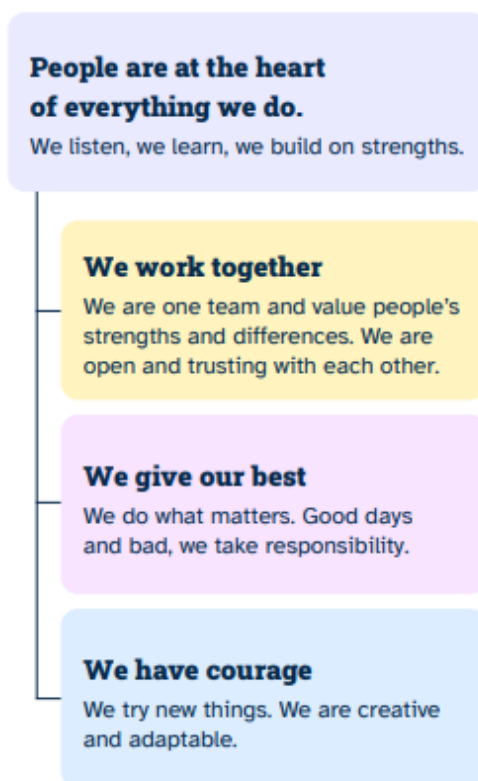 People are at the heart
of everything we do.
We listen, we learn, we build on strengths.
We work together
We are one team and value people's
strengths and differences. We are
open and trusting with each other.
We give our best
We do what matters. Good days
and bad, we take responsibility.
We have courage
We try new things. We are creative
and adaptable.